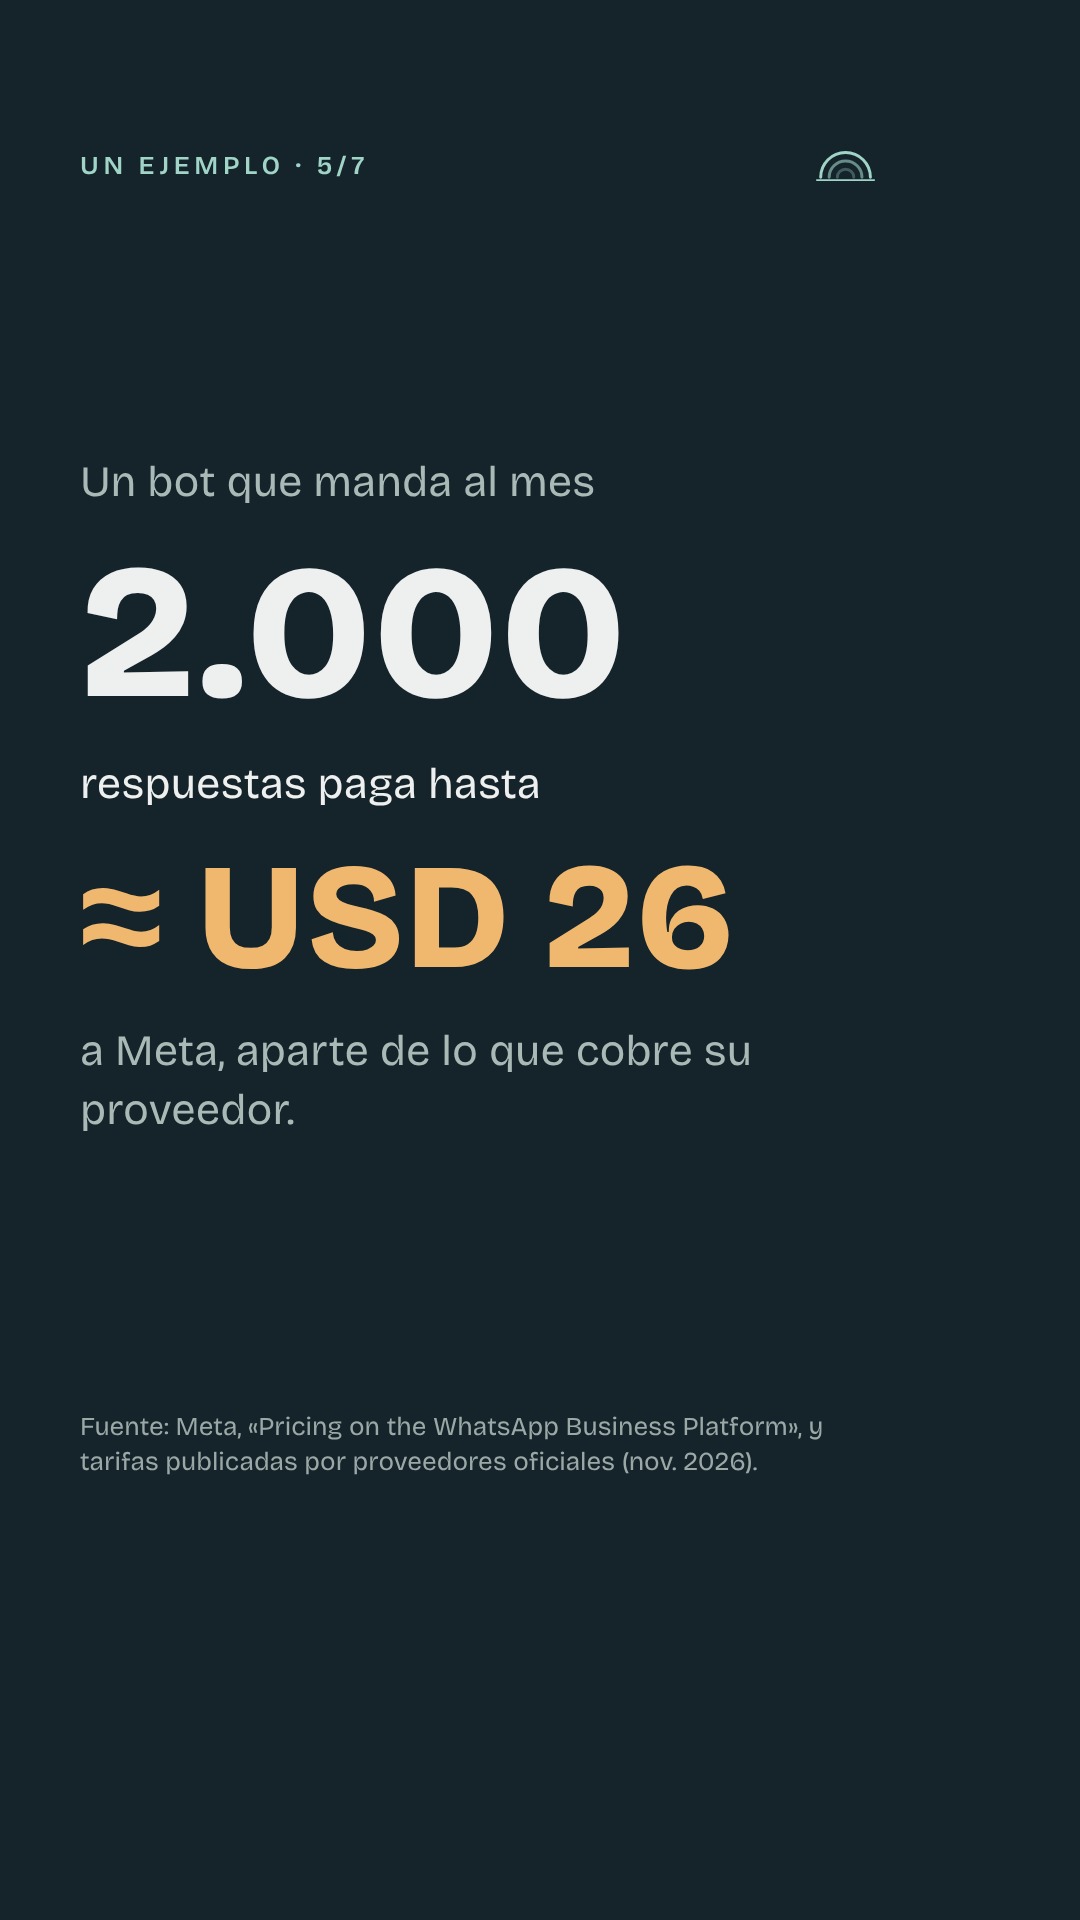 UN EJEMPLO · 5/7
Un bot que manda al mes
2.000
respuestas paga hasta
≈ USD 26
a Meta, aparte de lo que cobre su
proveedor.
Fuente: Meta, «Pricing on the WhatsApp Business Platform», y
tarifas publicadas por proveedores oficiales (nov. 2026).